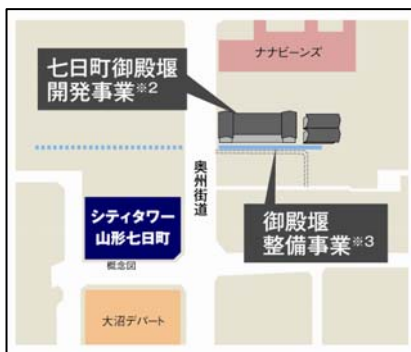 ナナビーンズ
七日町御殿堰
開発事業※2
奥州街道
御殿堰
整備事業※3
シティタワー
山形七日町
概念図
大沼デパート